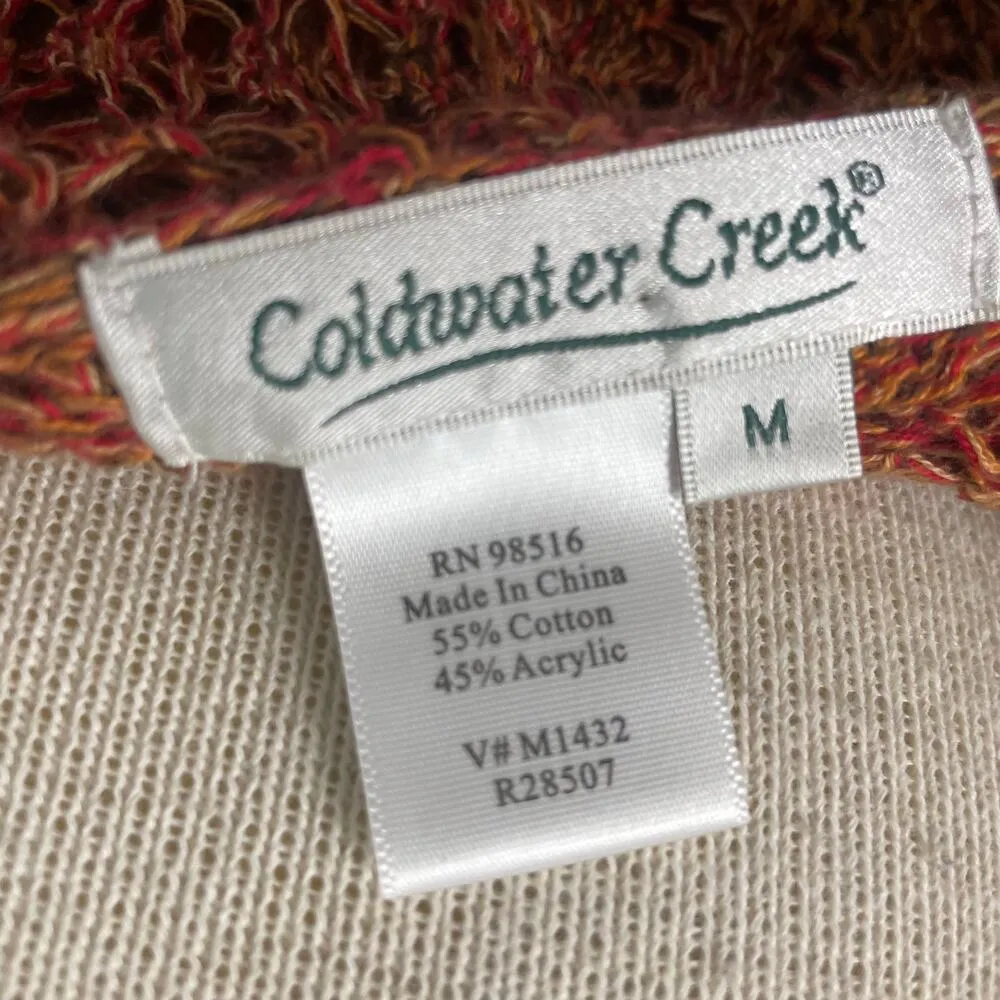 Coldwater Creek®
M
RN 98516
Made In China
55% Cotton
45% Acrylic
V# M1432
R28507